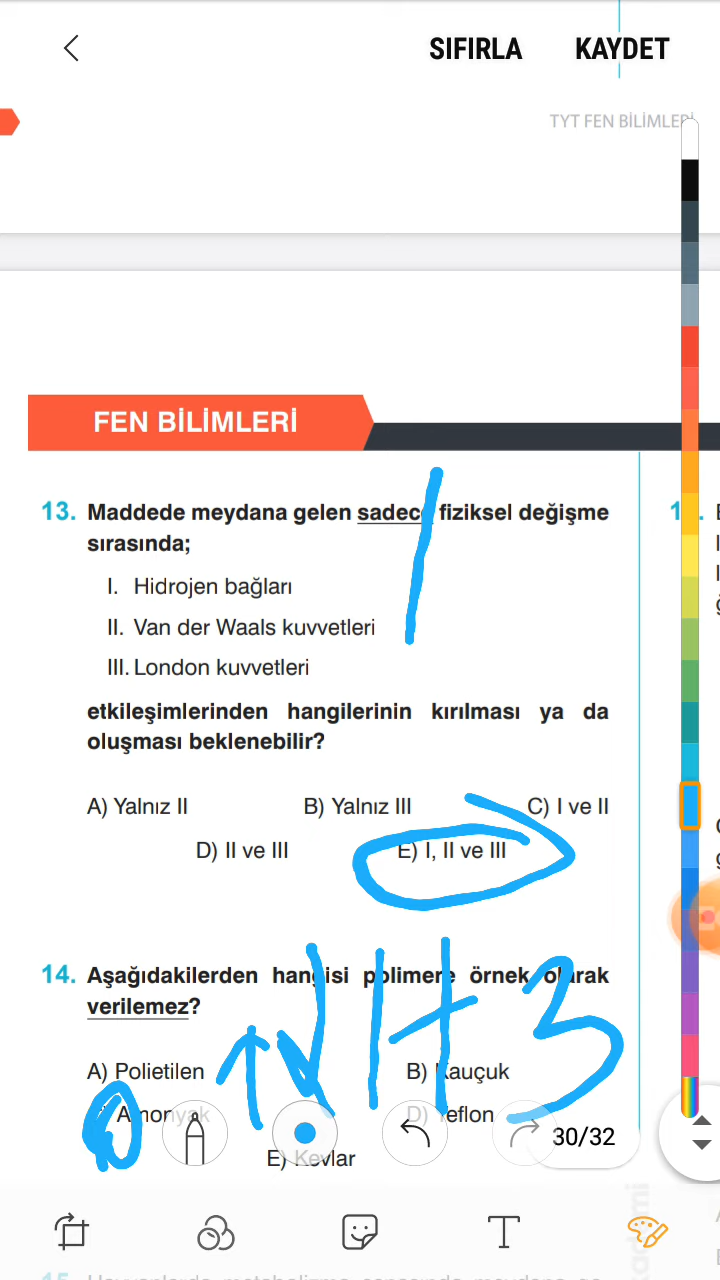 SIFIRLA KAYDET
TYT FEN BİLİMLERİ
FEN BİLİMLERİ
13. Maddede meydana gelen sadece fiziksel değişme
sırasında;
I. Hidrojen bağları
II. Van der Waals kuvvetleri
III. London kuvvetleri
etkileşimlerinden hangilerinin kırılması ya da
oluşması beklenebilir?
A) Yalnız II B) Yalnız III C) I ve II
D) II ve III E) I, II ve III
14. Aşağıdakilerden hangisi polimere örnek olarak
verilemez?
NH3
A) Polietilen B) Kauçuk
Amonyak D) Teflon
30/32
E) Kevlar
T